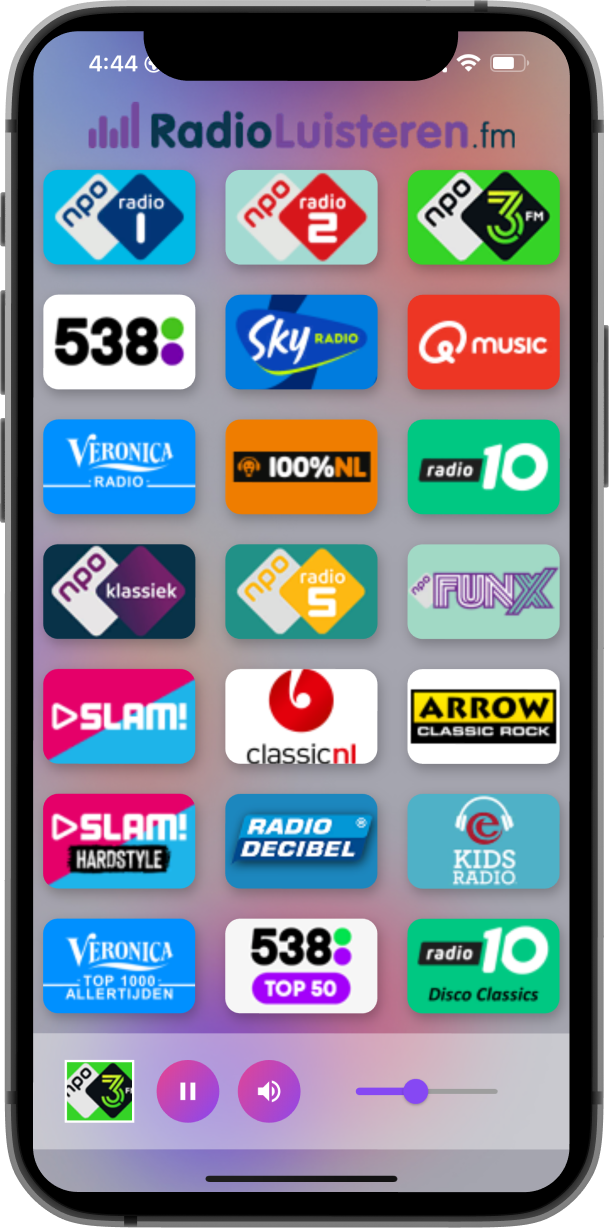 4:44
RadioLuisteren.fm
npo radio 1
npo radio 2
npo 3FM
538
Sky RADIO
Q music
VERONICA
RADIO
100%NL
radio 10
npo klassiek
npo radio 5
npo FUNX
SLAM!
classicnl
ARROW
CLASSIC ROCK
SLAM!
HARDSTYLE
RADIO ®
DECIBEL
e
KIDS
RADIO
VERONICA
TOP 1000
ALLERTIJDEN
538
TOP 50
radio 10
Disco Classics
npo 3FM